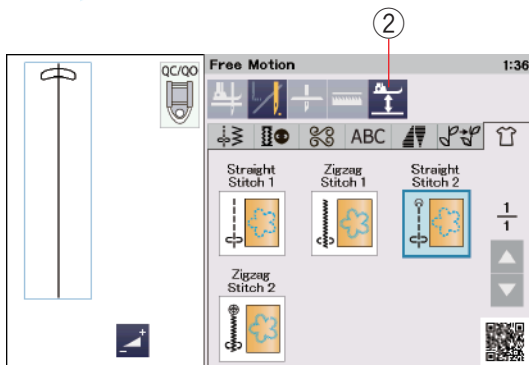 ②
QC/QO
Free Motion 1:36
ABC
Straight
Stitch 1
Zigzag
Stitch 1
Straight
Stitch 2
1
1
Zigzag
Stitch 2